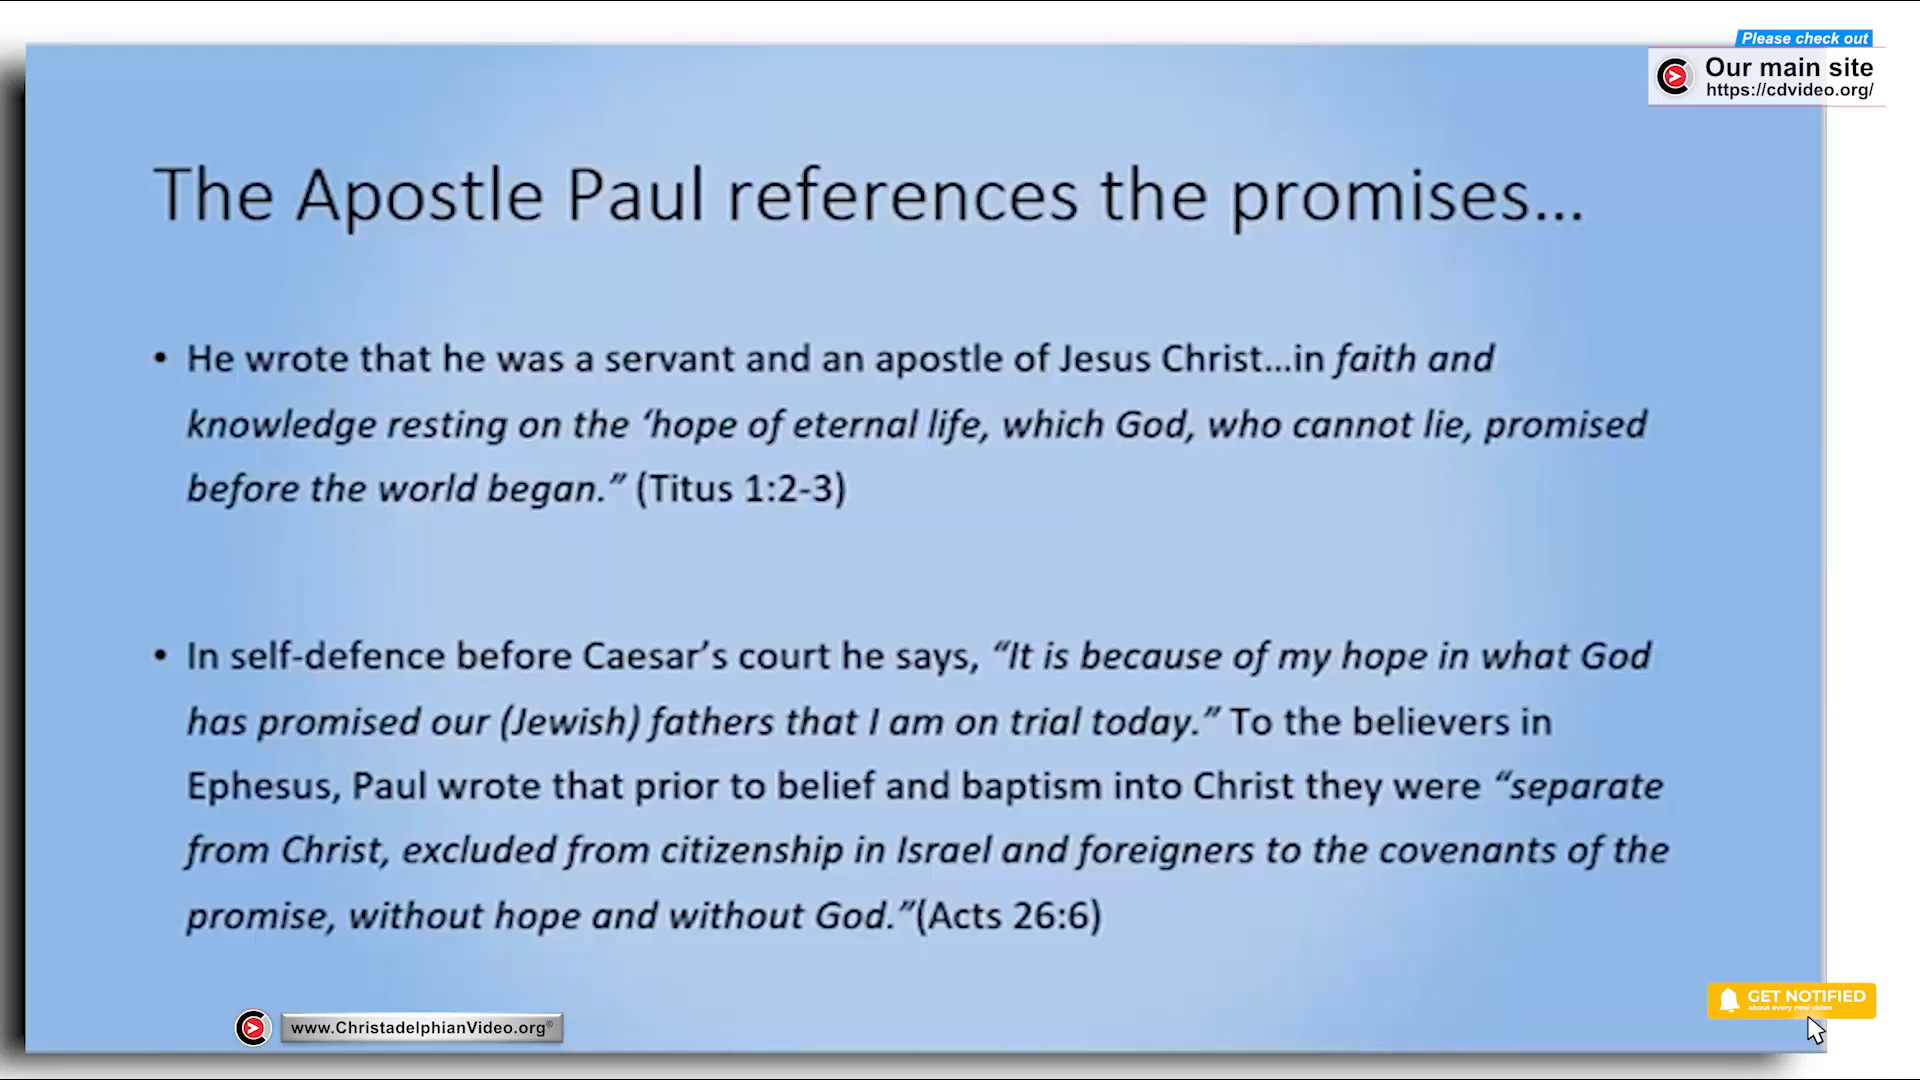 Please check out
Our main site
https://cdvideo.org/
The Apostle Paul references the promises...
• He wrote that he was a servant and an apostle of Jesus Christ...in faith and
knowledge resting on the ‘hope of eternal life, which God, who cannot lie, promised
before the world began.” (Titus 1:2-3)
• In self-defence before Caesar’s court he says, “It is because of my hope in what God
has promised our (Jewish) fathers that I am on trial today.” To the believers in
Ephesus, Paul wrote that prior to belief and baptism into Christ they were “separate
from Christ, excluded from citizenship in Israel and foreigners to the covenants of the
promise, without hope and without God.”(Acts 26:6)
GET NOTIFIED
about every new video
www.ChristadelphianVideo.org®